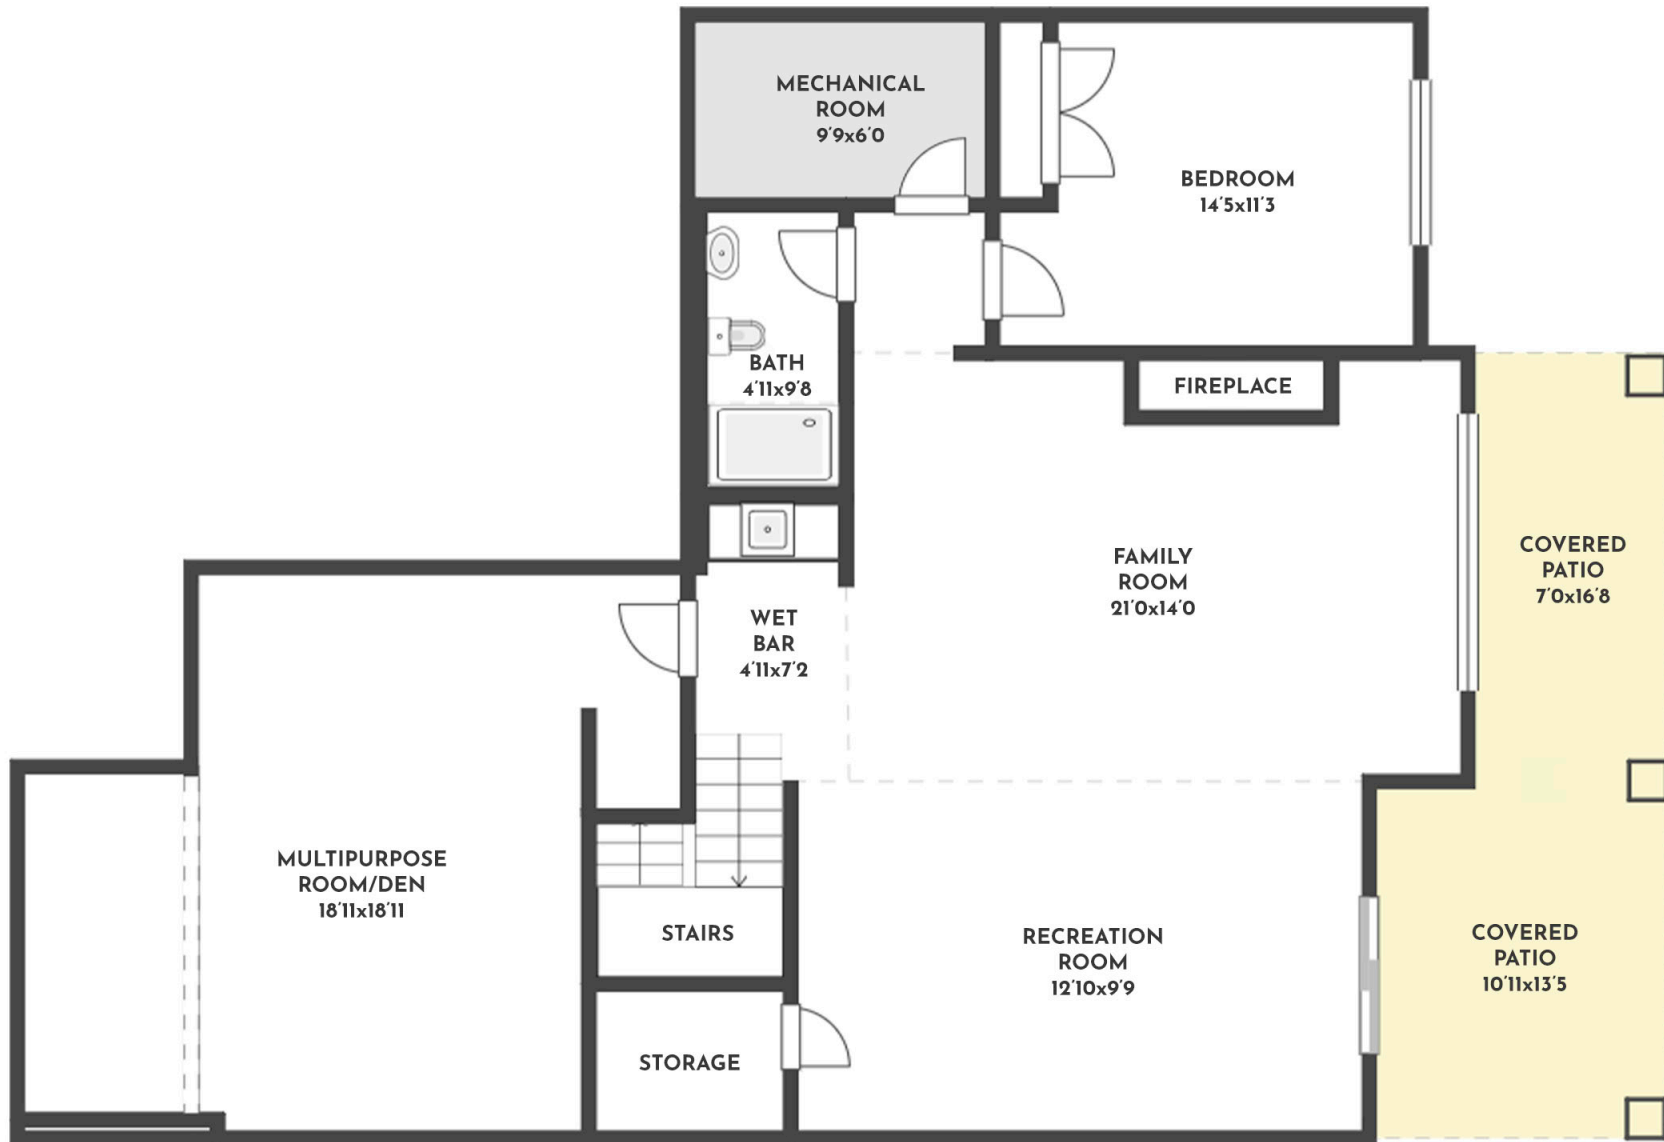 MECHANICAL
ROOM
9'9x6'0
BEDROOM
14'5x11'3
BATH
4'11x9'8
FIREPLACE
FAMILY
ROOM
21'0x14'0
COVERED
PATIO
7'0x16'8
WET
BAR
4'11x7'2
MULTIPURPOSE
ROOM/DEN
18'11x18'11
STAIRS
RECREATION
ROOM
12'10x9'9
COVERED
PATIO
10'11x13'5
STORAGE